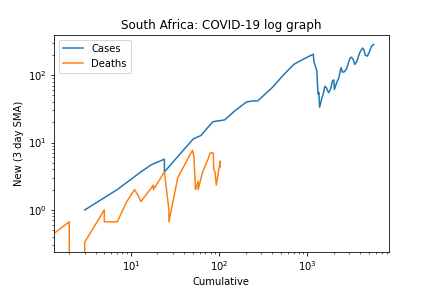 South Africa: COVID-19 log graph
Cases
Deaths
New (3 day SMA)
10²
10¹
10⁰
10¹ 10² 10³
Cumulative